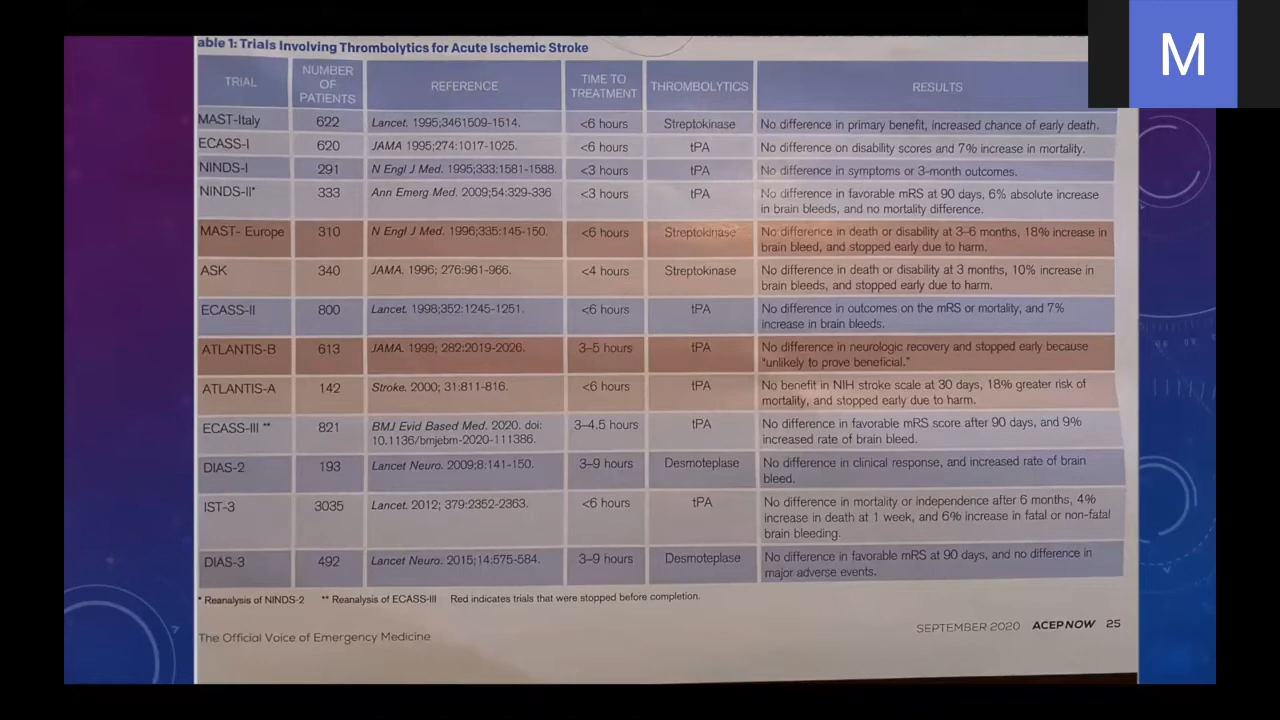 M
able 1: Trials Involving Thrombolytics for Acute Ischemic Stroke
TRIAL
NUMBER
OF
PATIENTS
REFERENCE
TIME TO
TREATMENT
THROMBOLYTICS
RESULTS
MAST-Italy 622 Lancet. 1995;3461509-1514. <6 hours Streptokinase No difference in primary benefit, increased chance of early death.
ECASS-I 620 JAMA 1995;274:1017-1025. <6 hours tPA No difference on disability scores and 7% increase in mortality.
NINDS-I 291 N Engl J Med. 1995;333:1581-1588. <3 hours tPA No difference in symptoms or 3-month outcomes.
NINDS-II* 333 Ann Emerg Med. 2009;54:329-336 <3 hours tPA No difference in favorable mRS at 90 days, 6% absolute increase
in brain bleeds, and no mortality difference.
MAST- Europe 310 N Engl J Med. 1996;335:145-150. <6 hours Streptokinase No difference in death or disability at 3–6 months, 18% increase in
brain bleed, and stopped early due to harm.
ASK 340 JAMA. 1996; 276:961-966. <4 hours Streptokinase No difference in death or disability at 3 months, 10% increase in
brain bleeds, and stopped early due to harm.
ECASS-II 800 Lancet. 1998;352:1245-1251. <6 hours tPA No difference in outcomes on the mRS or mortality, and 7%
increase in brain bleeds.
ATLANTIS-B 613 JAMA. 1999; 282:2019-2026. 3–5 hours tPA No difference in neurologic recovery and stopped early because
"unlikely to prove beneficial."
ATLANTIS-A 142 Stroke. 2000; 31:811-816. <6 hours tPA No benefit in NIH stroke scale at 30 days, 18% greater risk of
mortality, and stopped early due to harm.
ECASS-III ** 821 BMJ Evid Based Med. 2020. doi: 3–4.5 hours tPA No difference in favorable mRS score after 90 days, and 9%
10.1136/bmjebm-2020-111386. increased rate of brain bleed.
DIAS-2 193 Lancet Neuro. 2009;8:141-150. 3–9 hours Desmoteplase No difference in clinical response, and increased rate of brain
bleed.
IST-3 3035 Lancet. 2012; 379:2352-2363. <6 hours tPA No difference in mortality or independence after 6 months, 4%
increase in death at 1 week, and 6% increase in fatal or non-fatal
brain bleeding.
DIAS-3 492 Lancet Neuro. 2015;14:575-584. 3–9 hours Desmoteplase No difference in favorable mRS at 90 days, and no difference in
major adverse events.
* Reanalysis of NINDS-2 ** Reanalysis of ECASS-III Red indicates trials that were stopped before completion.
The Official Voice of Emergency Medicine
SEPTEMBER 2020 ACEPNOW 25